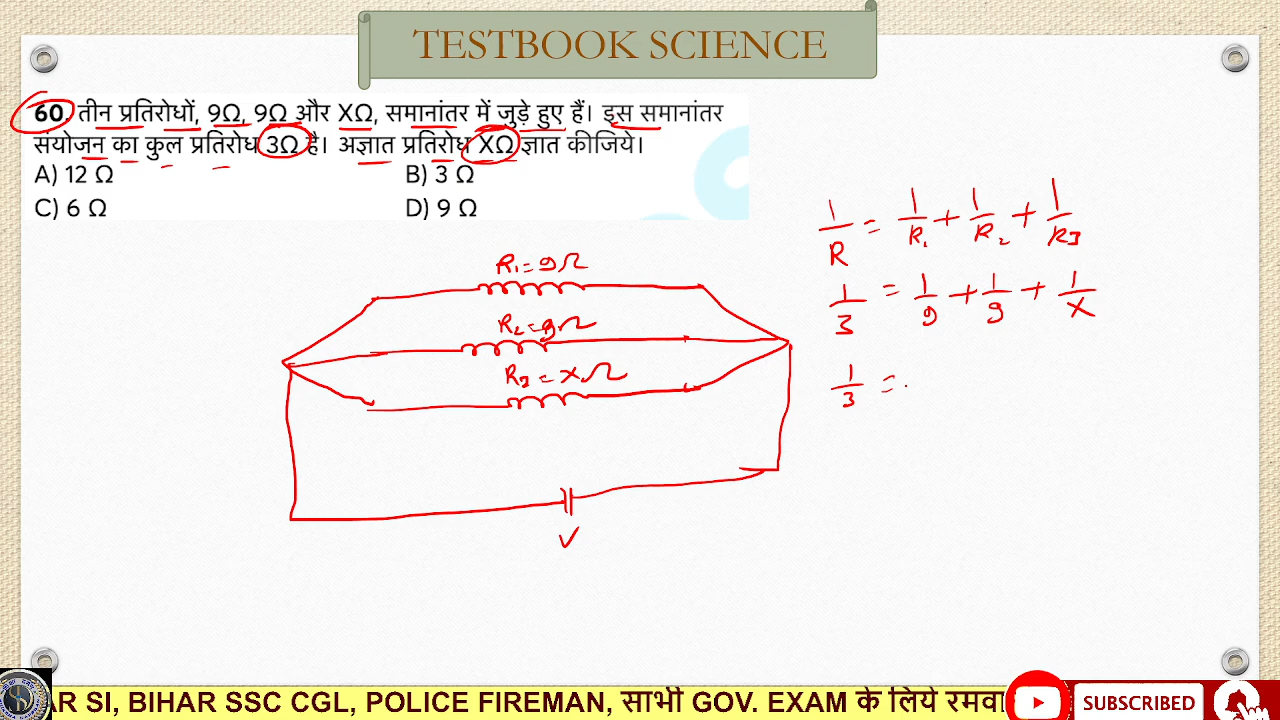 TESTBOOK SCIENCE
60. तीन प्रतिरोधों, 9Ω, 9Ω और XΩ, समानांतर में जुड़े हुए हैं। इस समानांतर
संयोजन का कुल प्रतिरोध 3Ω है। अज्ञात प्रतिरोध XΩ ज्ञात कीजिये।
A) 12 Ω B) 3 Ω
C) 6 Ω D) 9 Ω
1/R = 1/R₁ + 1/R₂ + 1/R3
1/3 = 1/9 + 1/9 + 1/X
1/3 =
R₁ = 9Ω
R₂ = 9Ω
R3 = XΩ
V
AR SI, BIHAR SSC CGL, POLICE FIREMAN, साभी GOV. EXAM के लिये रमवा
SUBSCRIBED